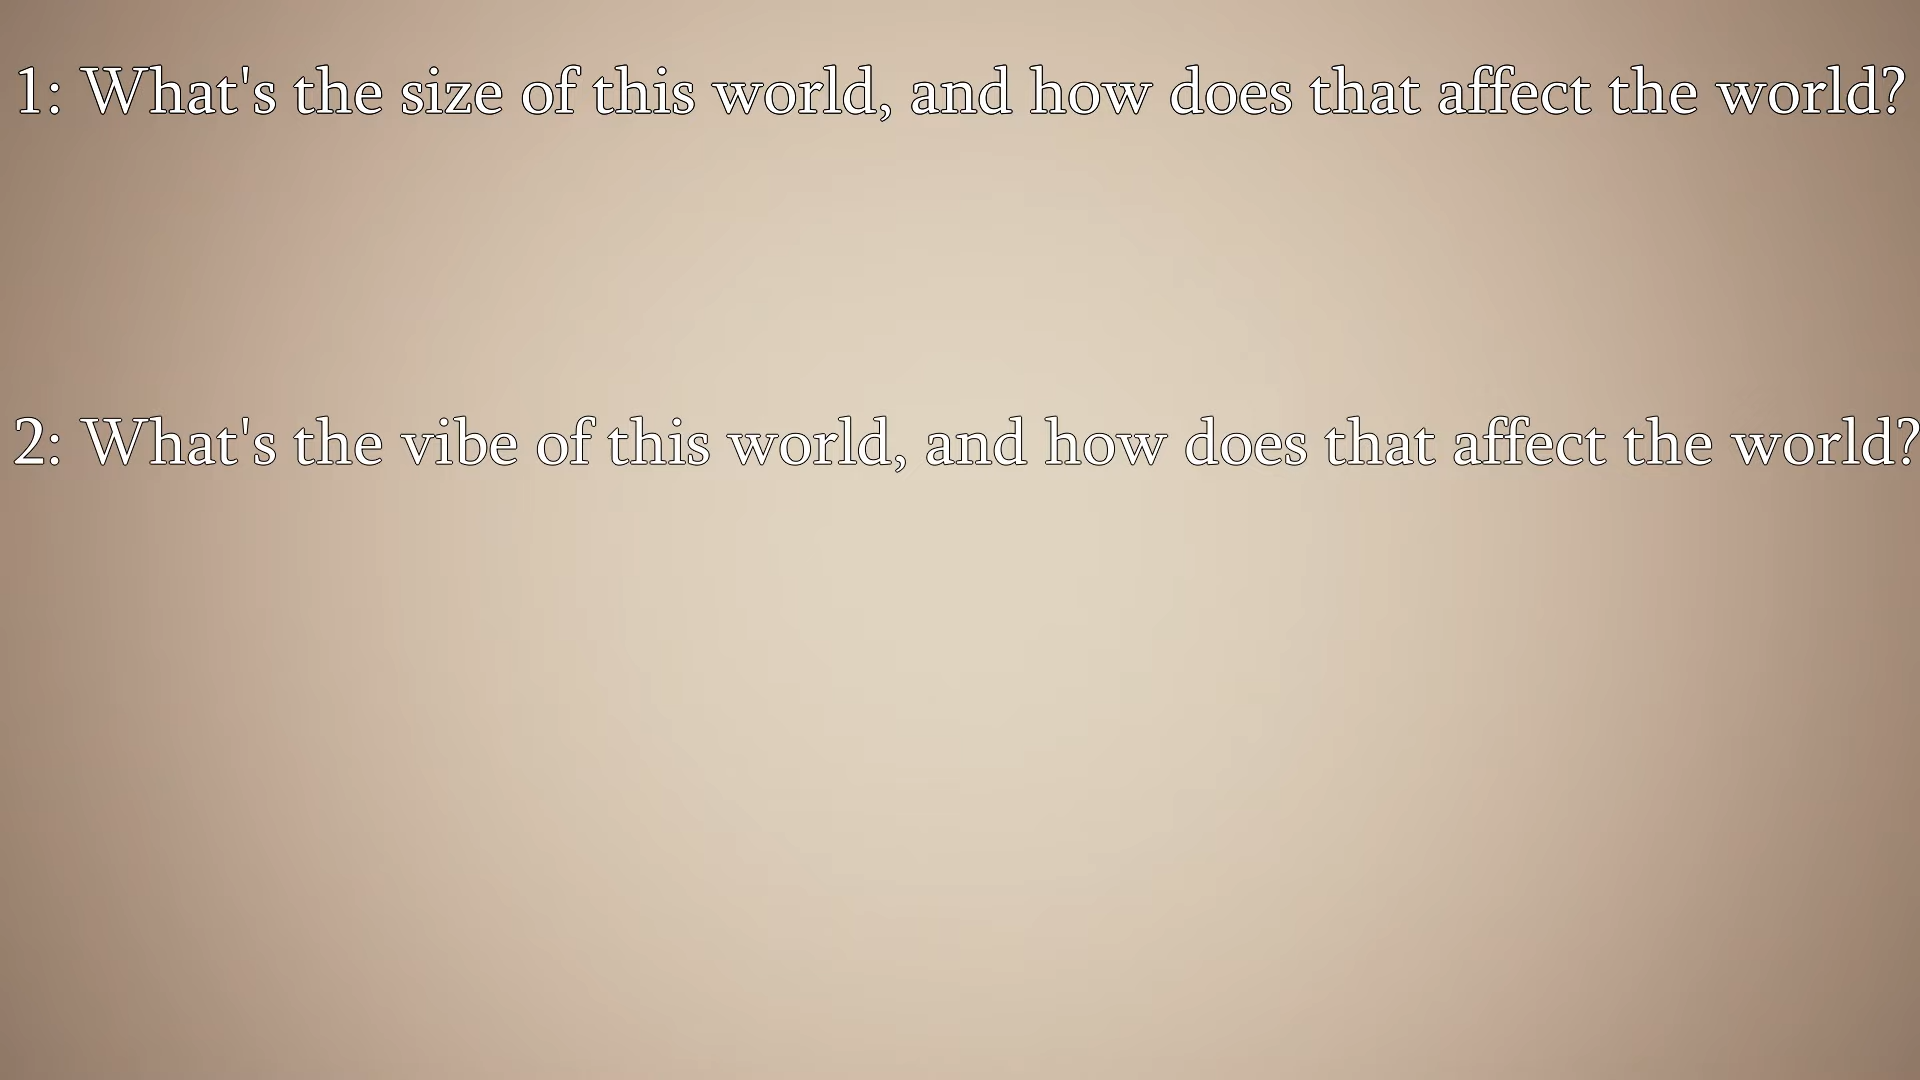 1: What's the size of this world, and how does that affect the world?
2: What's the vibe of this world, and how does that affect the world?